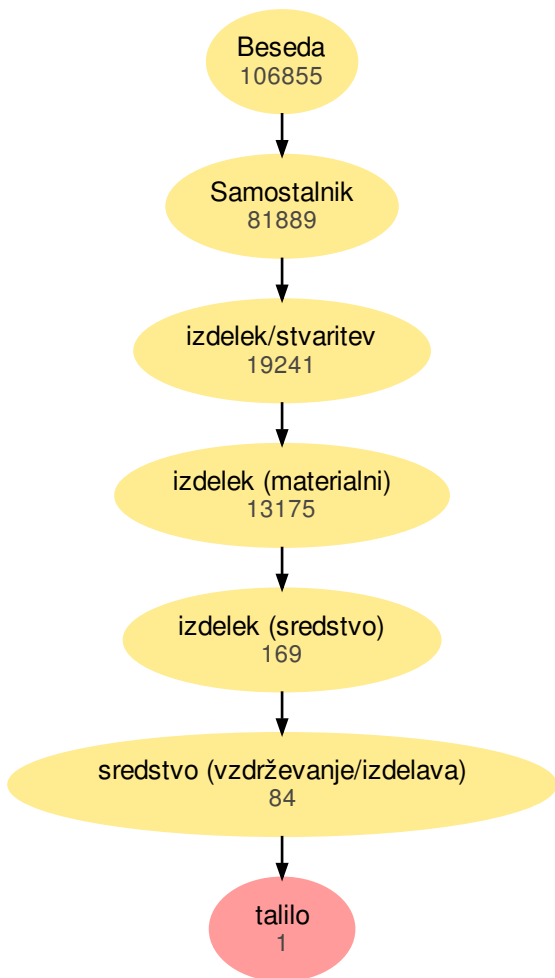 Beseda
106855
Samostalnik
81889
izdelek/stvaritev
19241
izdelek (materialni)
13175
izdelek (sredstvo)
169
sredstvo (vzdrževanje/izdelava)
84
talilo
1